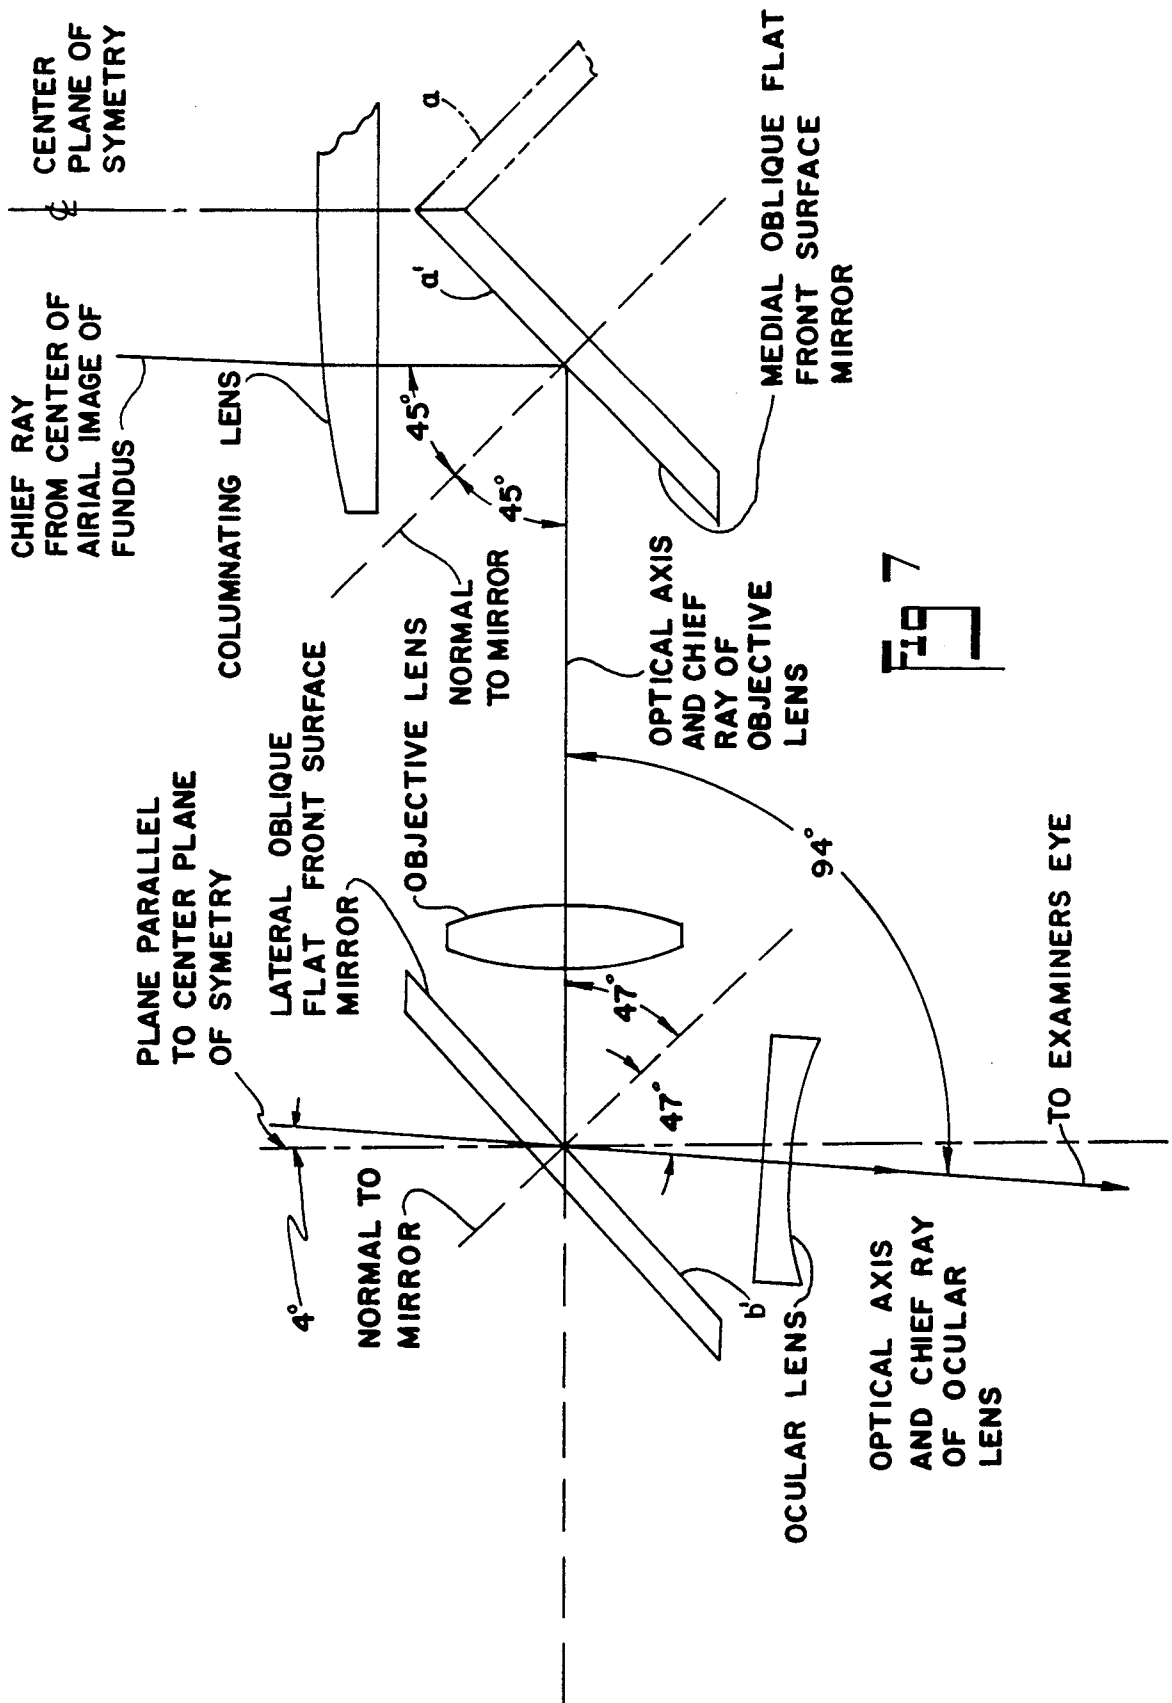 CHIEF RAY
FROM CENTER OF
AIRIAL IMAGE OF
FUNDUS
℄ CENTER
PLANE OF
SYMETRY
COLUMNATING LENS
a
a'
45°
45°
NORMAL
TO MIRROR
MEDIAL OBLIQUE FLAT
FRONT SURFACE
MIRROR
PLANE PARALLEL
TO CENTER PLANE
OF SYMETRY
LATERAL OBLIQUE
FLAT FRONT SURFACE
MIRROR
OBJECTIVE LENS
OPTICAL AXIS
AND CHIEF
RAY OF
OBJECTIVE
LENS
4°
NORMAL TO
MIRROR
47°
47°
94°
b'
OCULAR LENS
OPTICAL AXIS
AND CHIEF RAY
OF OCULAR
LENS
TO EXAMINERS EYE
FIG 7